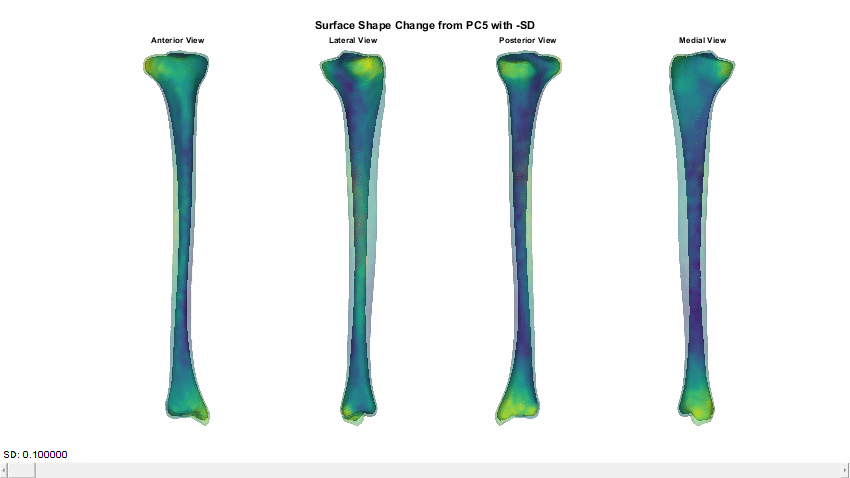 Surface Shape Change from PC5 with -SD
Anterior View
Lateral View
Posterior View
Medial View
SD: 0.100000